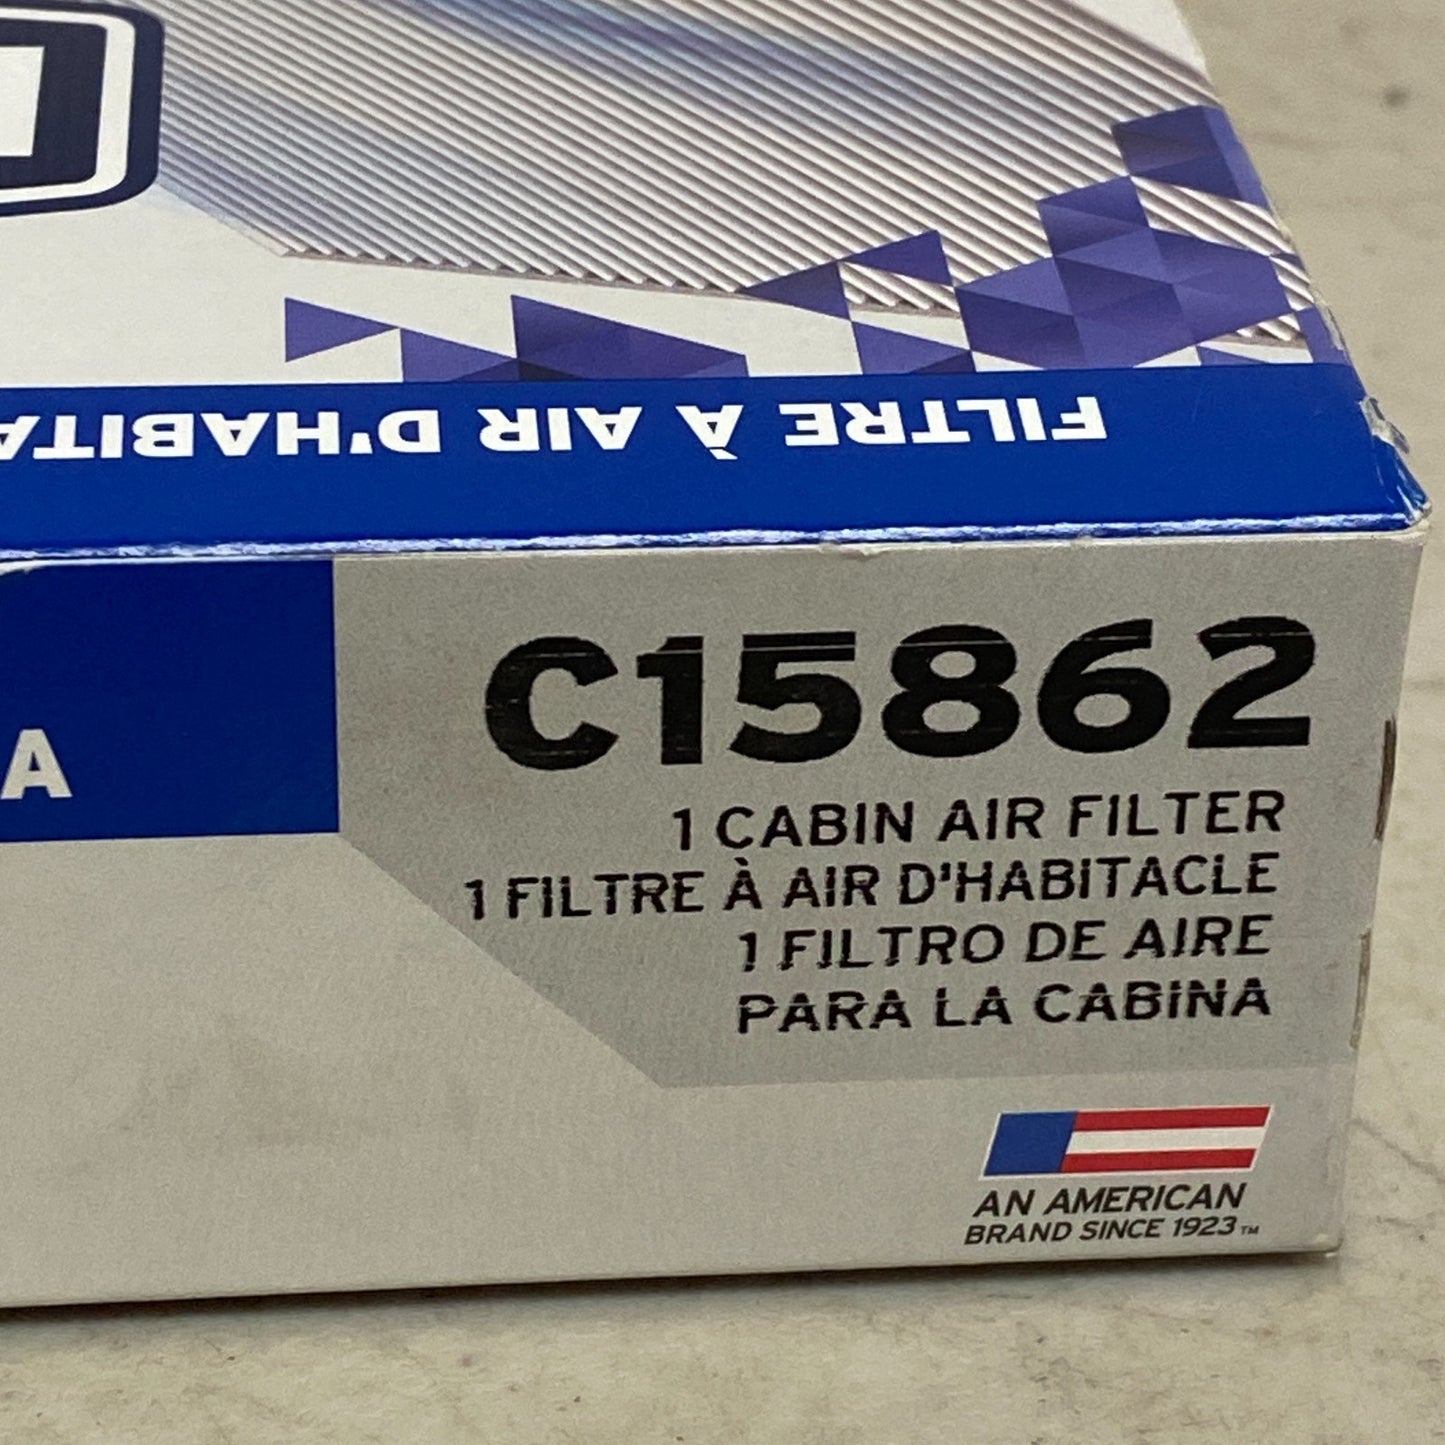 FILTRE À AIR D'HABITA
A
C15862
1 CABIN AIR FILTER
1 FILTRE À AIR D'HABITACLE
1 FILTRO DE AIRE
PARA LA CABINA
AN AMERICAN
BRAND SINCE 1923™